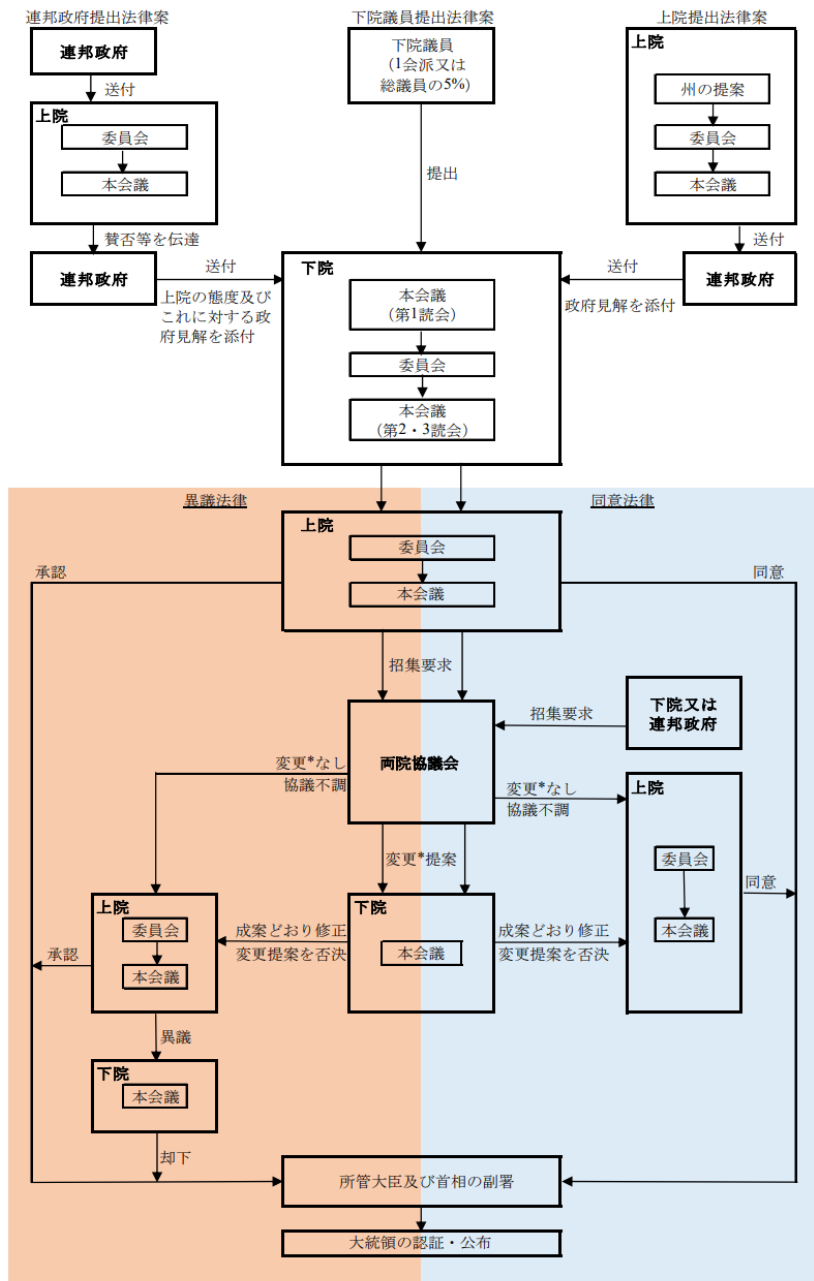 連邦政府提出法律案
下院議員提出法律案
上院提出法律案
連邦政府
送付
上院
委員会
本会議
賛否等を伝達
連邦政府
送付
上院の態度及び
これに対する政
府見解を添付
下院議員
（1会派又は
総議員の5%）
提出
上院
州の提案
委員会
本会議
送付
連邦政府
送付
政府見解を添付
下院
本会議
（第1読会）
委員会
本会議
（第2・3読会）
異議法律
同意法律
上院
委員会
本会議
承認
同意
招集要求
両院協議会
招集要求
下院又は
連邦政府
変更*なし
協議不調
変更*なし
協議不調
変更*提案
上院
委員会
本会議
同意
上院
委員会
本会議
承認
成案どおり修正
変更提案を否決
下院
本会議
成案どおり修正
変更提案を否決
異議
下院
本会議
却下
所管大臣及び首相の副署
大統領の認証・公布